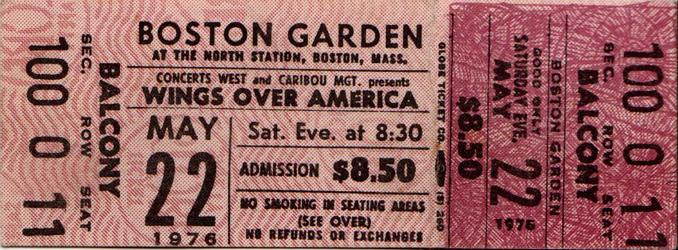 SEC. ROW SEAT
100 0 11
BALCONY
BOSTON GARDEN
AT THE NORTH STATION, BOSTON, MASS.
CONCERTS WEST and CARIBOU MGT. presents
WINGS OVER AMERICA
MAY
22
1976
Sat. Eve. at 8:30
ADMISSION $8.50
NO SMOKING IN SEATING AREAS
(SEE OVER)
NO REFUNDS OR EXCHANGES
GLOBE TICKET CO
$8.50
MAY 22 1976
SATURDAY EVE.
GOOD ONLY
BOSTON GARDEN
BALCONY
SEC. ROW SEAT
100 0 11